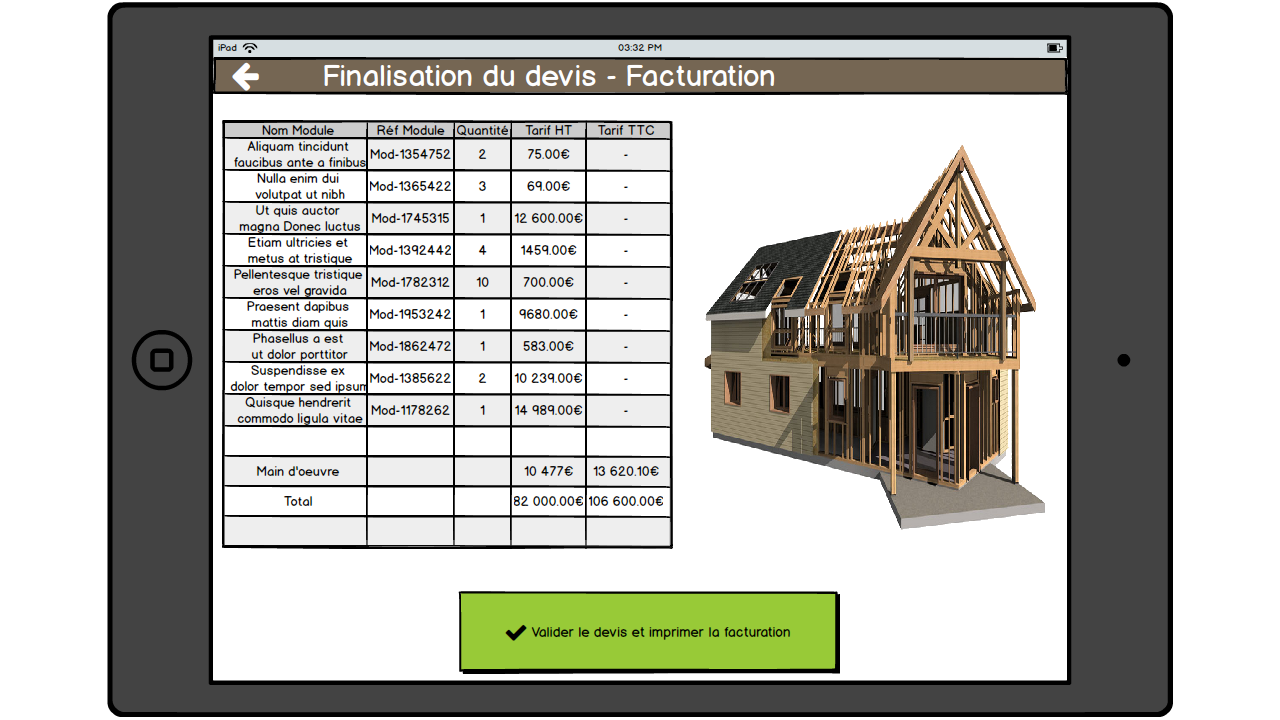 iPad
03:32 PM
Finalisation du devis - Facturation
Nom Module Réf Module Quantité Tarif HT Tarif TTC
Aliquam tincidunt
faucibus ante a finibus Mod-1354752 2 75.00€ -
Nulla enim dui
volutpat ut nibh Mod-1365422 3 69.00€ -
Ut quis auctor
magna Donec luctus Mod-1745315 1 12 600.00€ -
Etiam ultricies et
metus at tristique Mod-1392442 4 1459.00€ -
Pellentesque tristique
eros vel gravida Mod-1782312 10 700.00€ -
Praesent dapibus
mattis diam quis Mod-1953242 1 9680.00€ -
Phasellus a est
ut dolor porttitor Mod-1862472 1 583.00€ -
Suspendisse ex
dolor tempor sed ipsum Mod-1385622 2 10 239.00€ -
Quisque hendrerit
commodo ligula vitae Mod-1178262 1 14 989.00€ -
Main d'oeuvre 10 477€ 13 620.10€
Total 82 000.00€ 106 600.00€
Valider le devis et imprimer la facturation